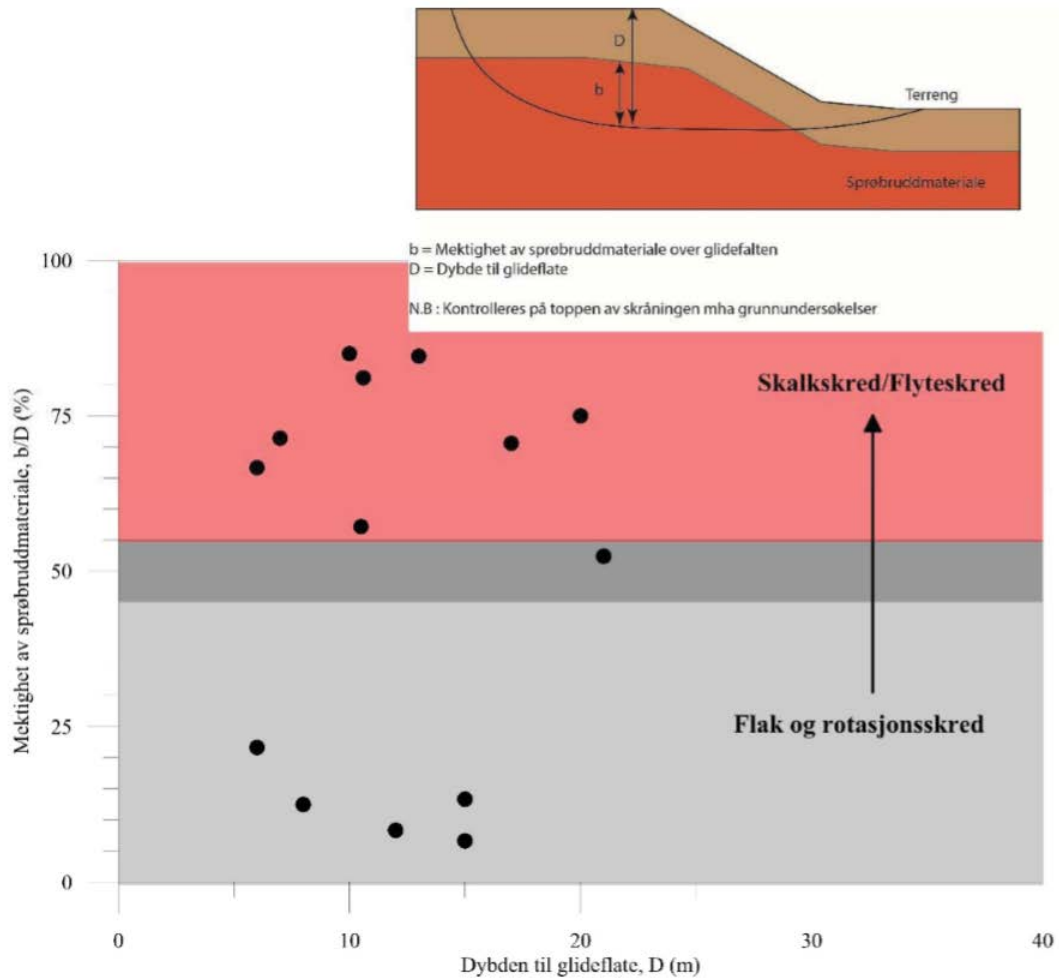 D
b
Terreng
Sprøbruddmateriale
b = Mektighet av sprøbruddmateriale over glidefalten
D = Dybde til glideflate
N.B : Kontrolleres på toppen av skråningen mha grunnundersøkelser
Mektighet av sprøbruddmateriale, b/D (%)
100
75
50
25
0
Skalkskred/Flyteskred
Flak og rotasjonsskred
0
10
20
30
40
Dybden til glideflate, D (m)